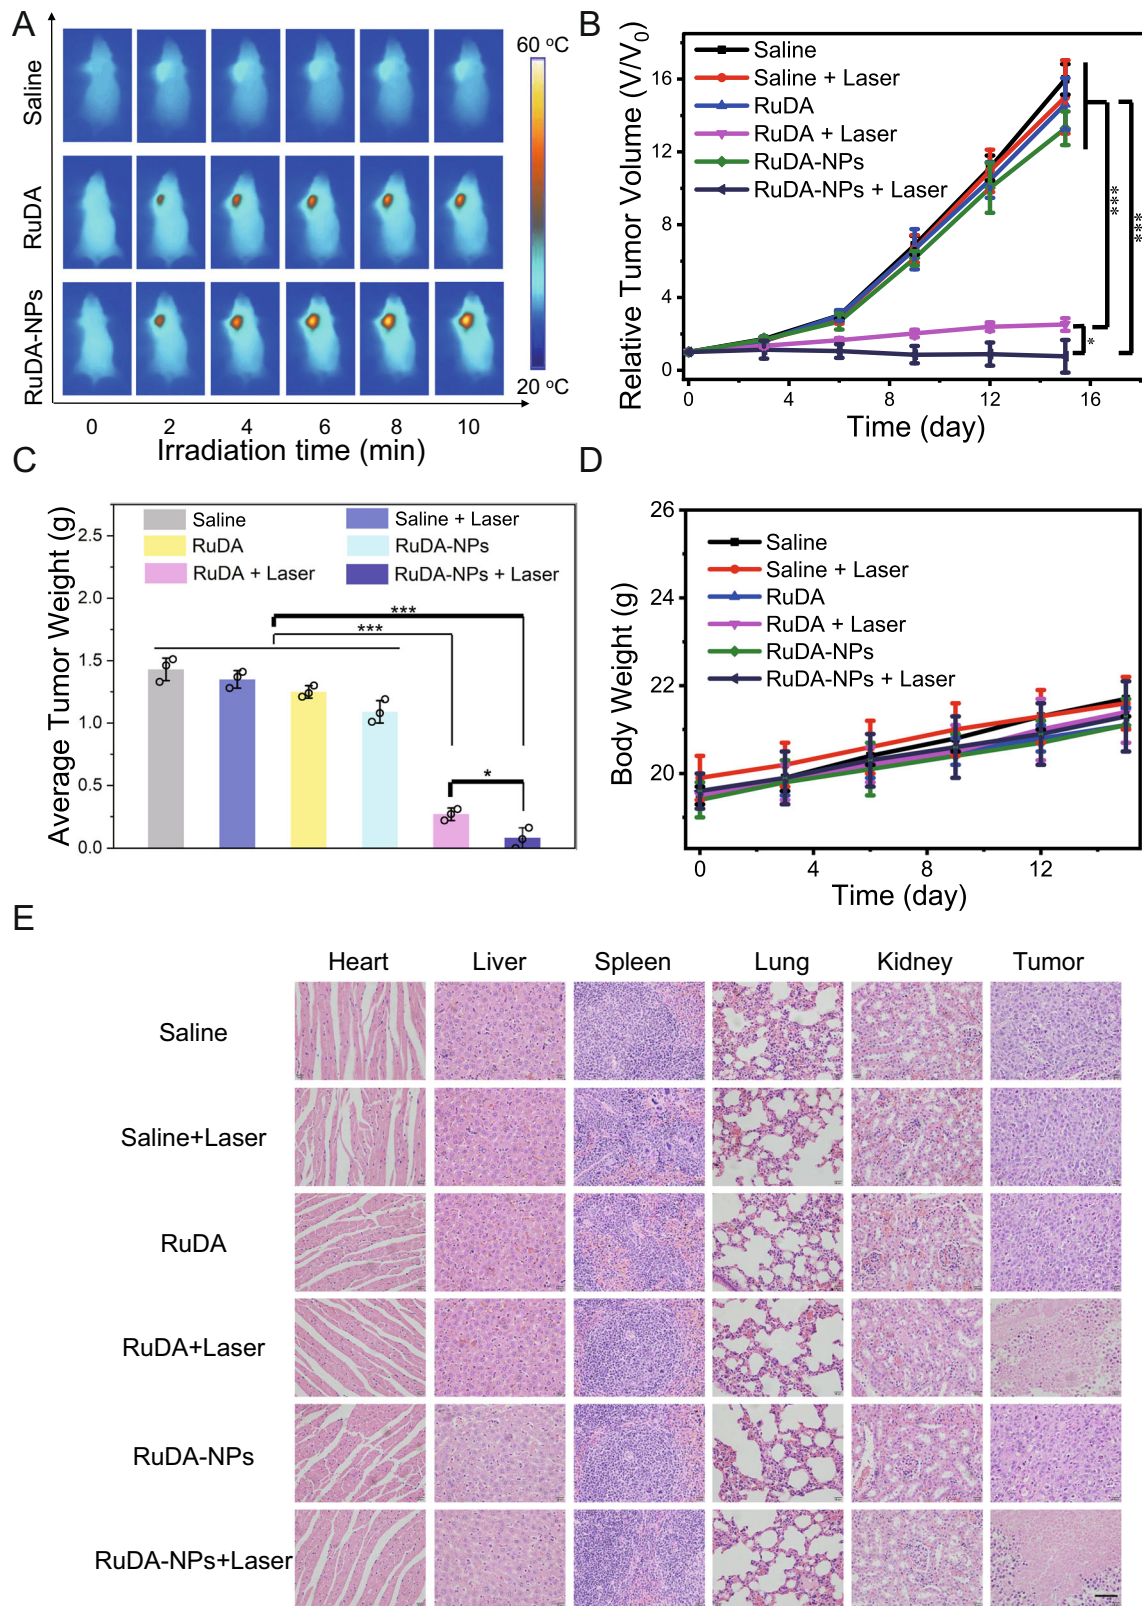 A
Saline
RuDA
RuDA-NPs
60 °C
20 °C
0 2 4 6 8 10
Irradiation time (min)
B
Relative Tumor Volume (V/V0)
Saline
Saline + Laser
RuDA
RuDA + Laser
RuDA-NPs
RuDA-NPs + Laser
16
12
8
4
0
***
***
*
0 4 8 12 16
Time (day)
C
Average Tumor Weight (g)
Saline
Saline + Laser
RuDA
RuDA-NPs
RuDA + Laser
RuDA-NPs + Laser
2.5
2.0
1.5
1.0
0.5
0.0
***
***
*
D
Body Weight (g)
26
24
22
20
Saline
Saline + Laser
RuDA
RuDA + Laser
RuDA-NPs
RuDA-NPs + Laser
0 4 8 12
Time (day)
E
Heart Liver Spleen Lung Kidney Tumor
Saline
Saline+Laser
RuDA
RuDA+Laser
RuDA-NPs
RuDA-NPs+Laser